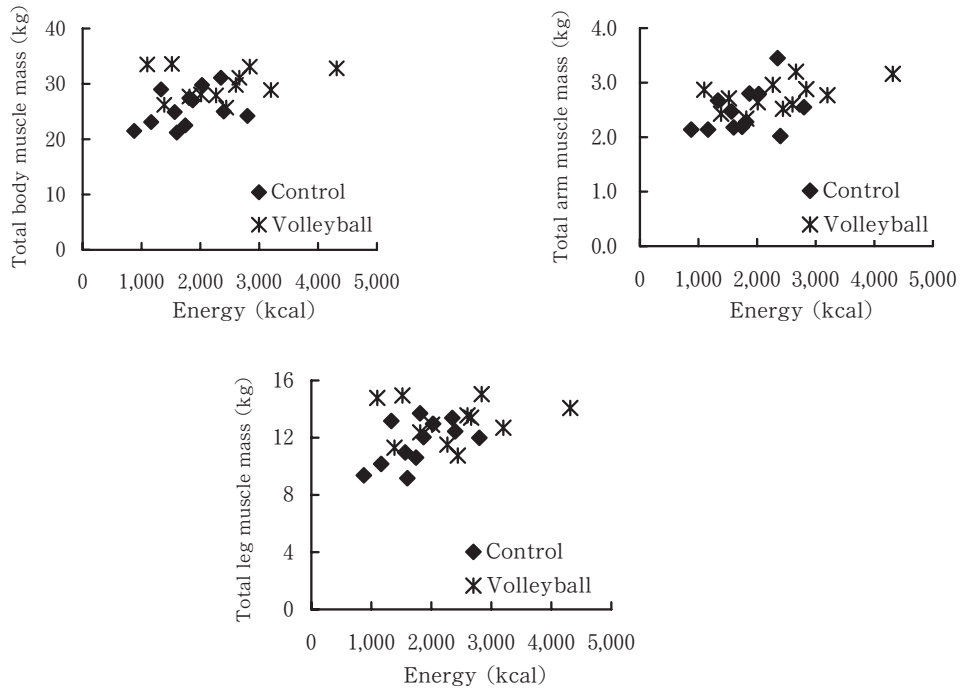 Total body muscle mass (kg)
40
30
20
10
0
Control
Volleyball
0 1,000 2,000 3,000 4,000 5,000
Energy (kcal)
Total arm muscle mass (kg)
4.0
3.0
2.0
1.0
0.0
Control
Volleyball
0 1,000 2,000 3,000 4,000 5,000
Energy (kcal)
Total leg muscle mass (kg)
16
12
8
4
0
Control
Volleyball
0 1,000 2,000 3,000 4,000 5,000
Energy (kcal)